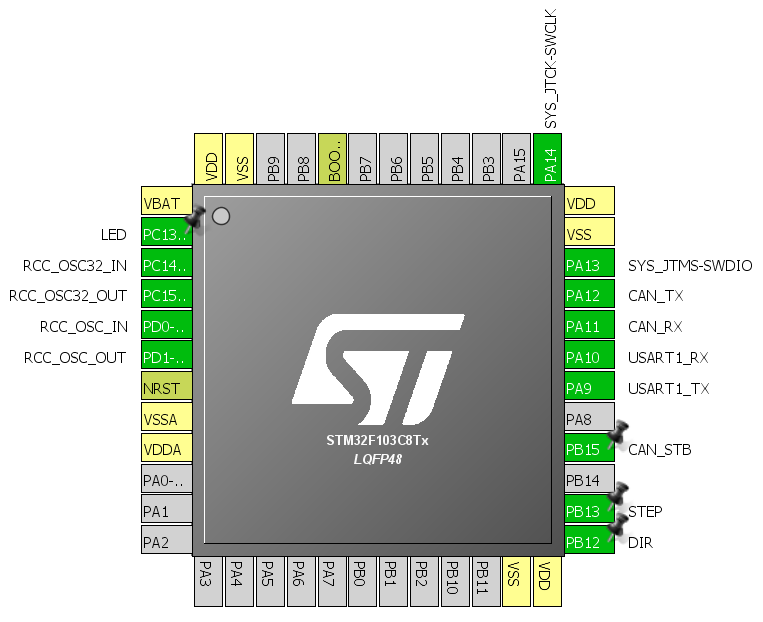 SYS_JTCK-SWCLK
VDD
VSS
PB9
PB8
BOO..
PB7
PB6
PB5
PB4
PB3
PA15
PA14
VBAT
LED
PC13..
RCC_OSC32_IN
PC14..
RCC_OSC32_OUT
PC15..
RCC_OSC_IN
PD0-..
RCC_OSC_OUT
PD1-..
NRST
VSSA
VDDA
PA0-..
PA1
PA2
STM32F103C8Tx
LQFP48
VDD
VSS
PA13
SYS_JTMS-SWDIO
PA12
CAN_TX
PA11
CAN_RX
PA10
USART1_RX
PA9
USART1_TX
PA8
PB15
CAN_STB
PB14
PB13
STEP
PB12
DIR
PA3
PA4
PA5
PA6
PA7
PB0
PB1
PB2
PB10
PB11
VSS
VDD